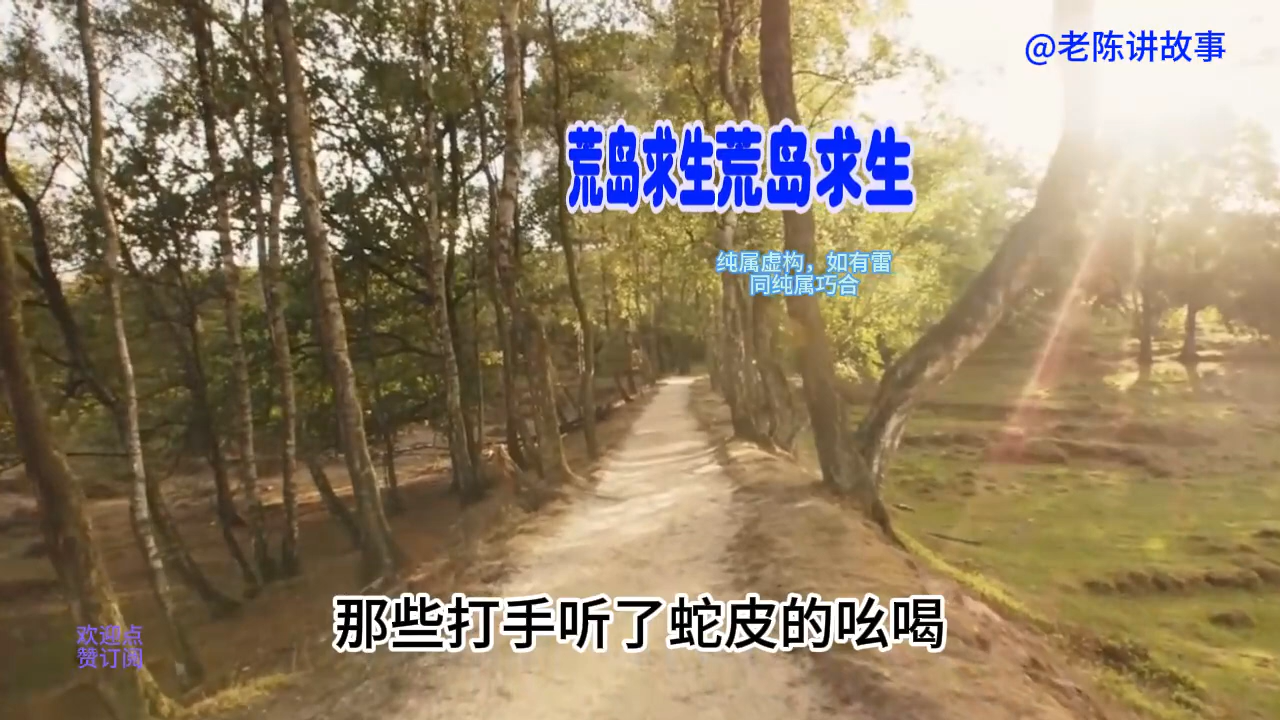 @老陈讲故事
荒岛求生荒岛求生
纯属虚构，如有雷
同纯属巧合
那些打手听了蛇皮的吆喝
欢迎点
赞订阅